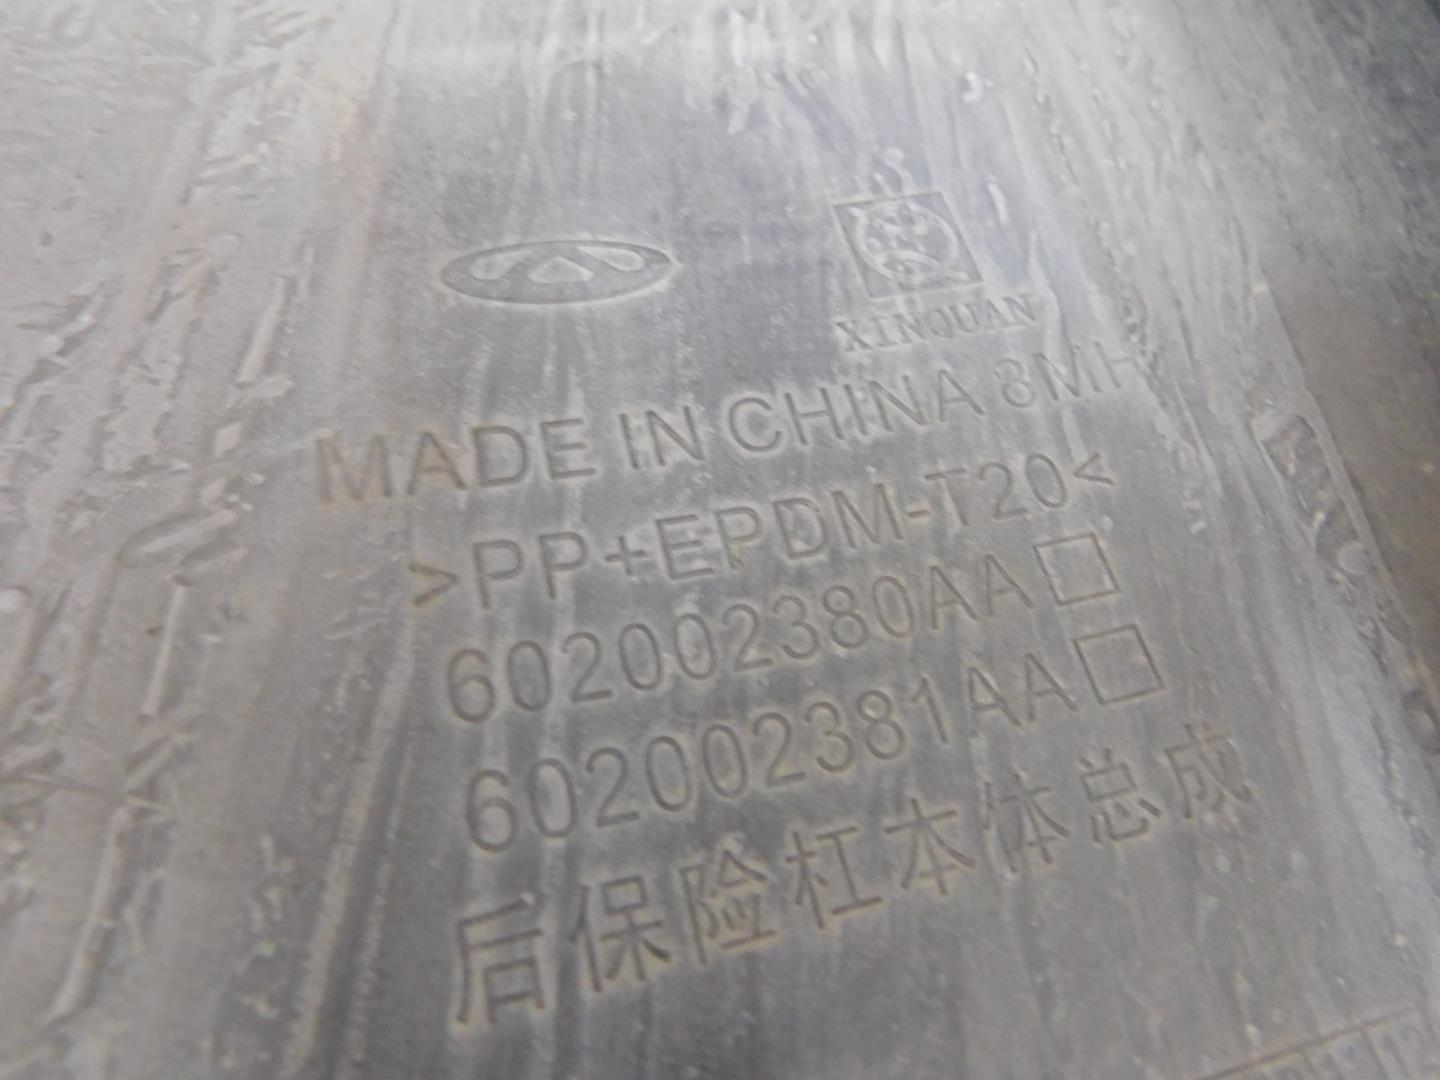 XINQUAN
MADE IN CHINA 8MH
>PP+EPDM-T20<
602002380AA□
602002381AA□
后保险杠本体总成